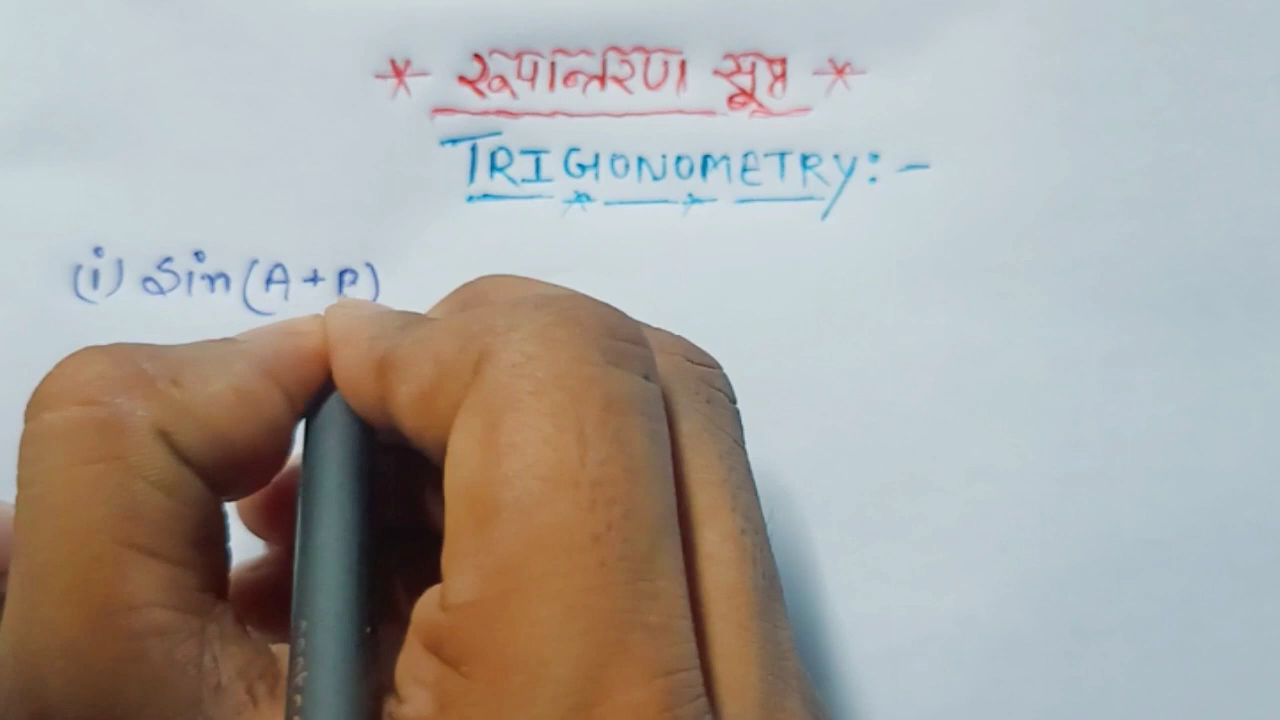 * रूपान्तरण सूत्र *
TRIGONOMETRY:-
(i) Sin(A+B)